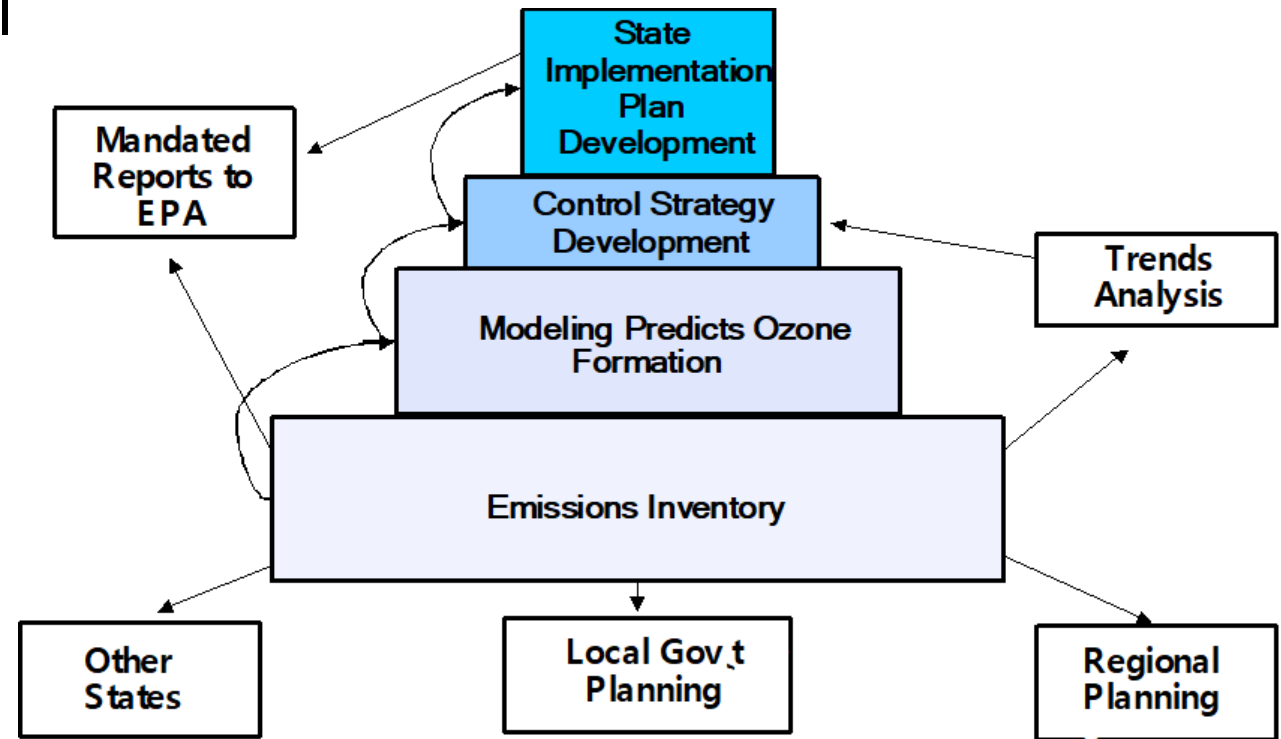 State
Implementation
Plan
Development
Mandated
Reports to
EPA
Control Strategy
Development
Trends
Analysis
Modeling Predicts Ozone
Formation
Emissions Inventory
Other
States
Local Gov`t
Planning
Regional
Planning